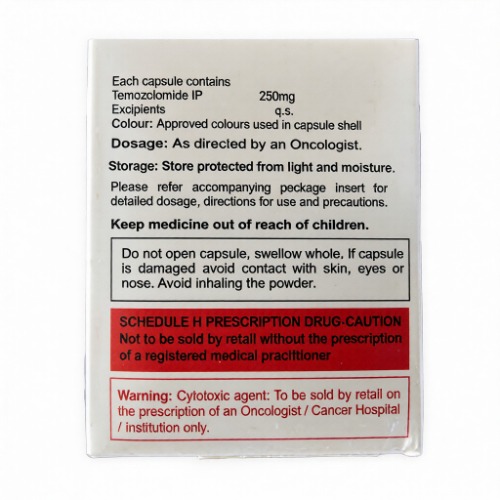 Each capsule contains
Temozclomide IP 250mg
Excipients q.s.
Colour: Approved colours used in capsule shell
Dosage: As directed by an Oncologist.
Storage: Store protected from light and moisture.
Please refer accompanying peckage insert for
detailed dosage, directions for use and precautions.
Keep medicine out of reach of children.
Do not open capsule, swellow whole. If capsule
is damaged avoid contact with skin, eyes or
nose. Avoid inhaling the powder.
SCHEDULE H PRESCRIPTION DRUG-CAUTION
Not to be sold by retall without the prescription
of a registered medical pracittioner
Warning: Cylotoxic agent: To be sold by retall on
the prescription of an Oncologist / Cancer Hospital
/ institution only.